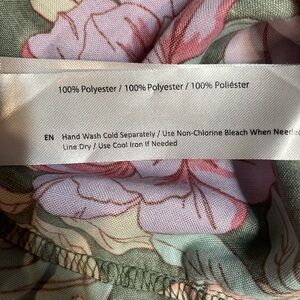 100% Polyester / 100% Polyester / 100% Poliéster
EN Hand Wash Cold Separately / Use Non-Chlorine Bleach When Neede
Line Dry / Use Cool Iron If Needed